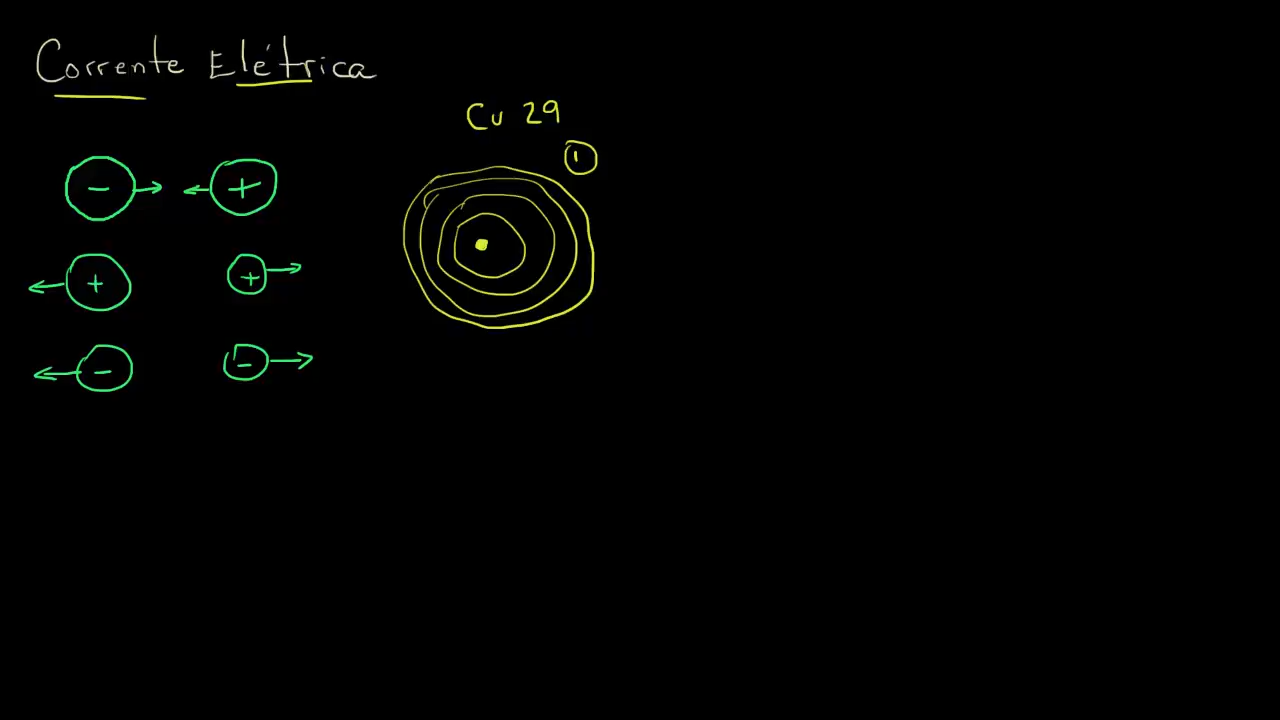 Corrente Elétrica
Cu 29
1
- +
+ +
- -